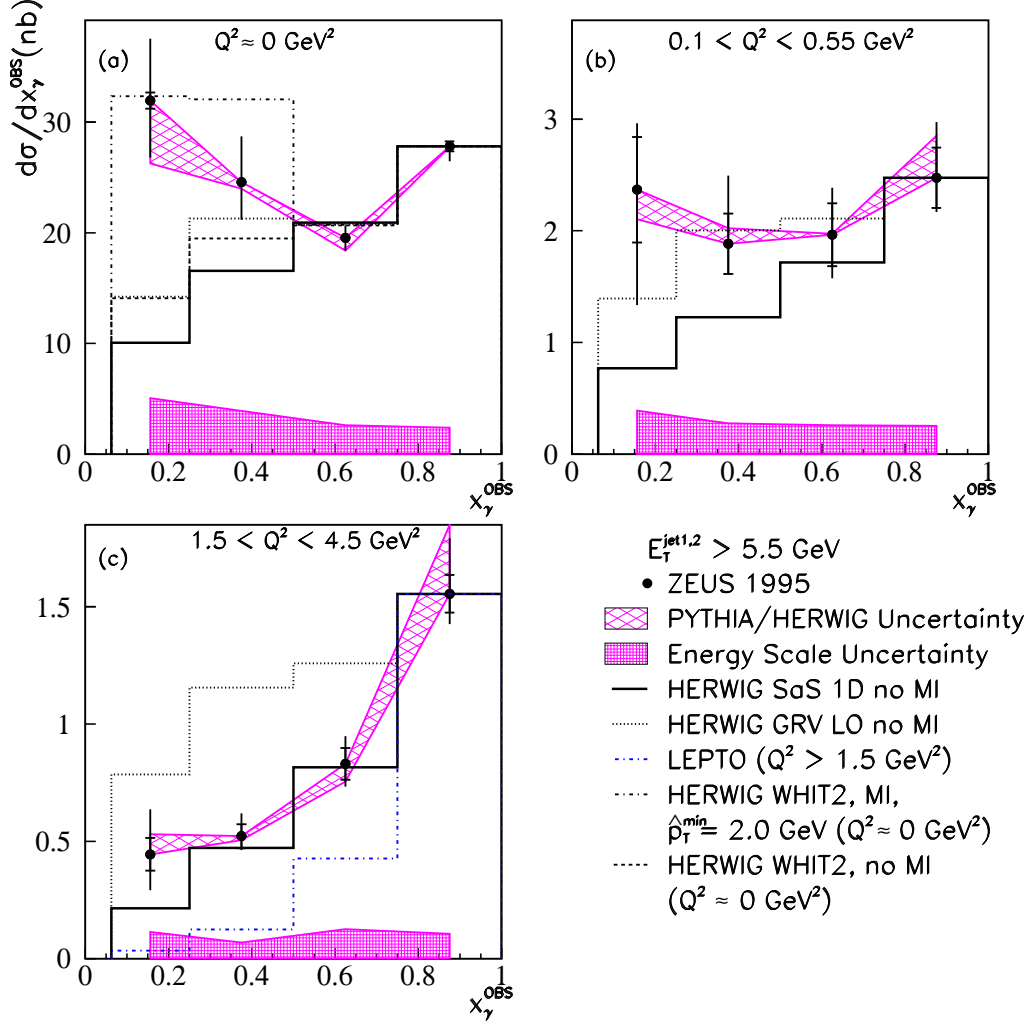 dσ/dx_γ^OBS (nb)
(a) Q² ≈ 0 GeV²
30
20
10
0
0 0.2 0.4 0.6 0.8 1
x_γ^OBS
(b) 0.1 < Q² < 0.55 GeV²
3
2
1
0
0 0.2 0.4 0.6 0.8 1
x_γ^OBS
(c) 1.5 < Q² < 4.5 GeV²
1.5
1
0.5
0
0 0.2 0.4 0.6 0.8 1
x_γ^OBS
E_T^jet1,2 > 5.5 GeV
ZEUS 1995
PYTHIA/HERWIG Uncertainty
Energy Scale Uncertainty
HERWIG SaS 1D no MI
HERWIG GRV LO no MI
LEPTO (Q² > 1.5 GeV²)
HERWIG WHIT2, MI,
p̂_T^min = 2.0 GeV (Q² ≈ 0 GeV²)
HERWIG WHIT2, no MI
(Q² ≈ 0 GeV²)